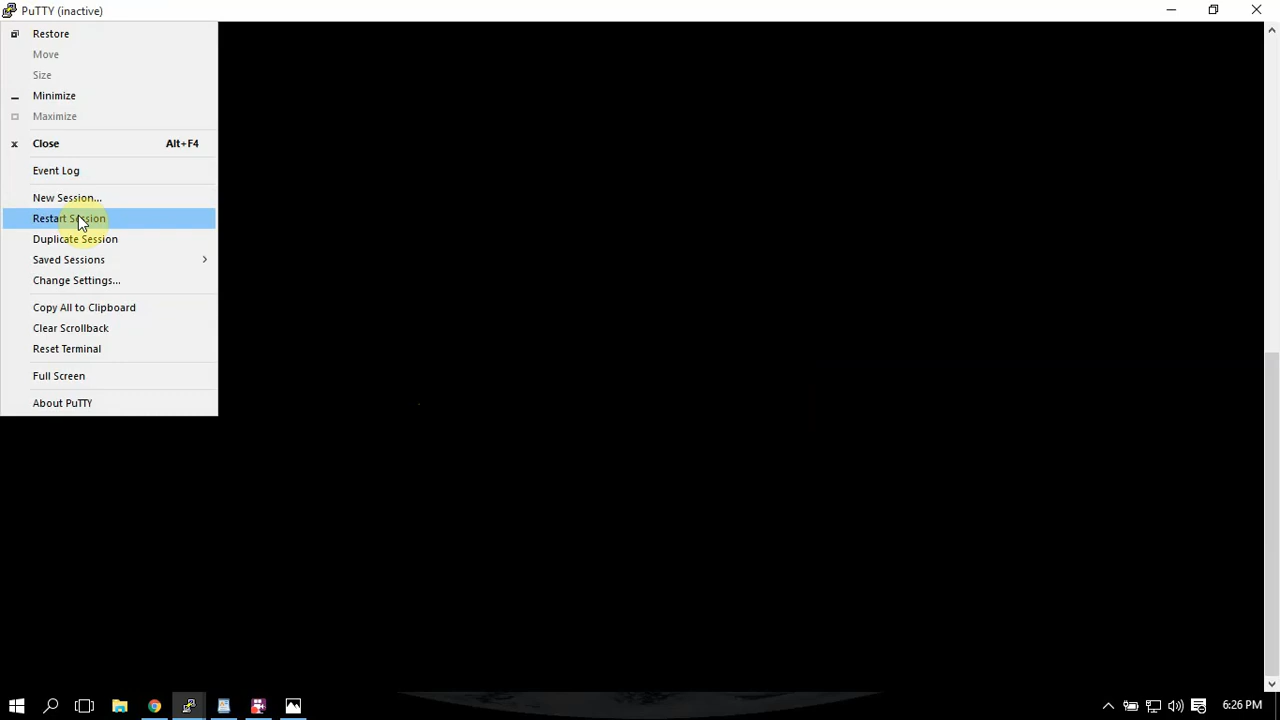 PuTTY (inactive)
Restore
Move
Size
Minimize
Maximize
x Close Alt+F4
Event Log
New Session...
Restart Session
Duplicate Session
Saved Sessions
Change Settings...
Copy All to Clipboard
Clear Scrollback
Reset Terminal
Full Screen
About PuTTY
6:26 PM